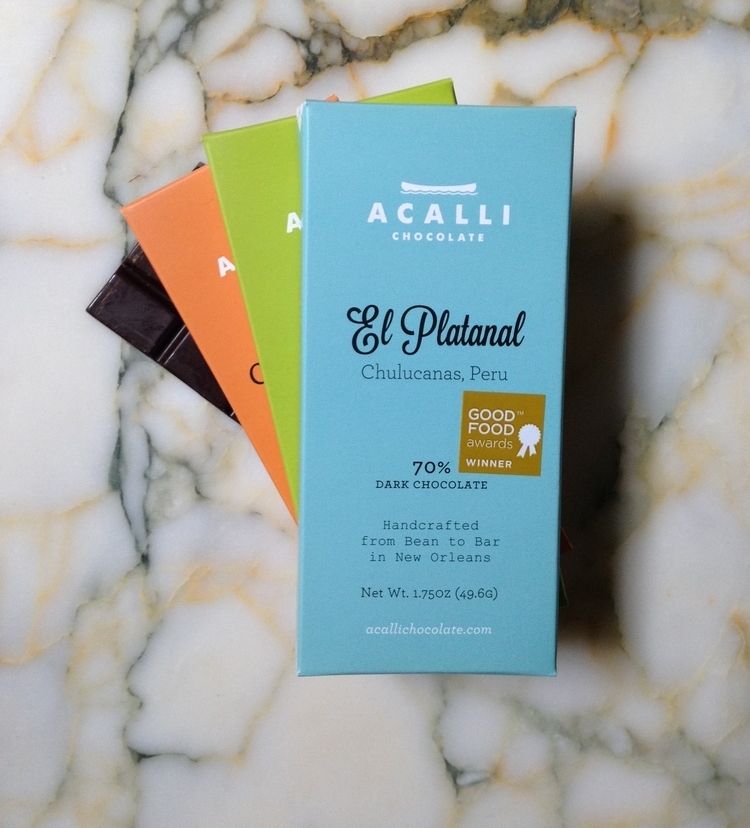 ACALLI
CHOCOLATE
El Platanal
Chulucanas, Peru
GOOD™
FOOD
awards
WINNER
70%
DARK CHOCOLATE
Handcrafted
from Bean to Bar
in New Orleans
Net Wt. 1.75oz (49.6g)
acallichocolate.com
A
A